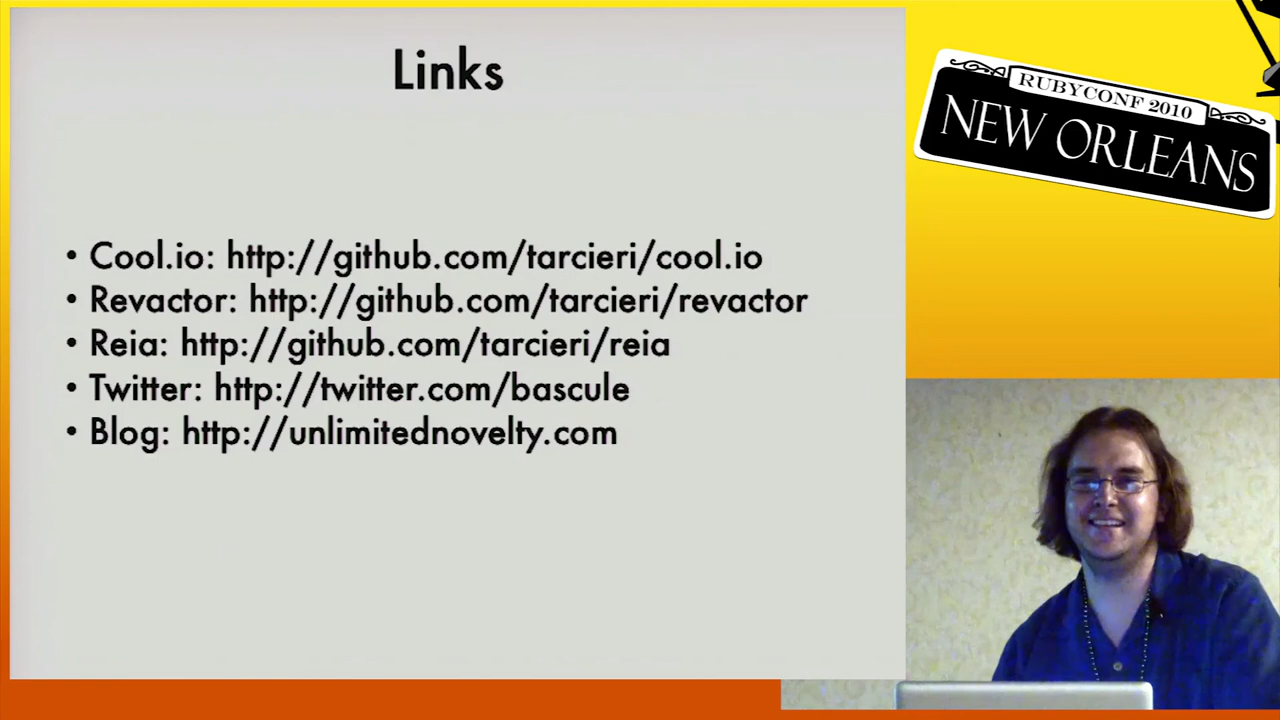 Links
• Cool.io: http://github.com/tarcieri/cool.io
• Revactor: http://github.com/tarcieri/revactor
• Reia: http://github.com/tarcieri/reia
• Twitter: http://twitter.com/bascule
• Blog: http://unlimitednovelty.com
RUBYCONF 2010
NEW ORLEANS